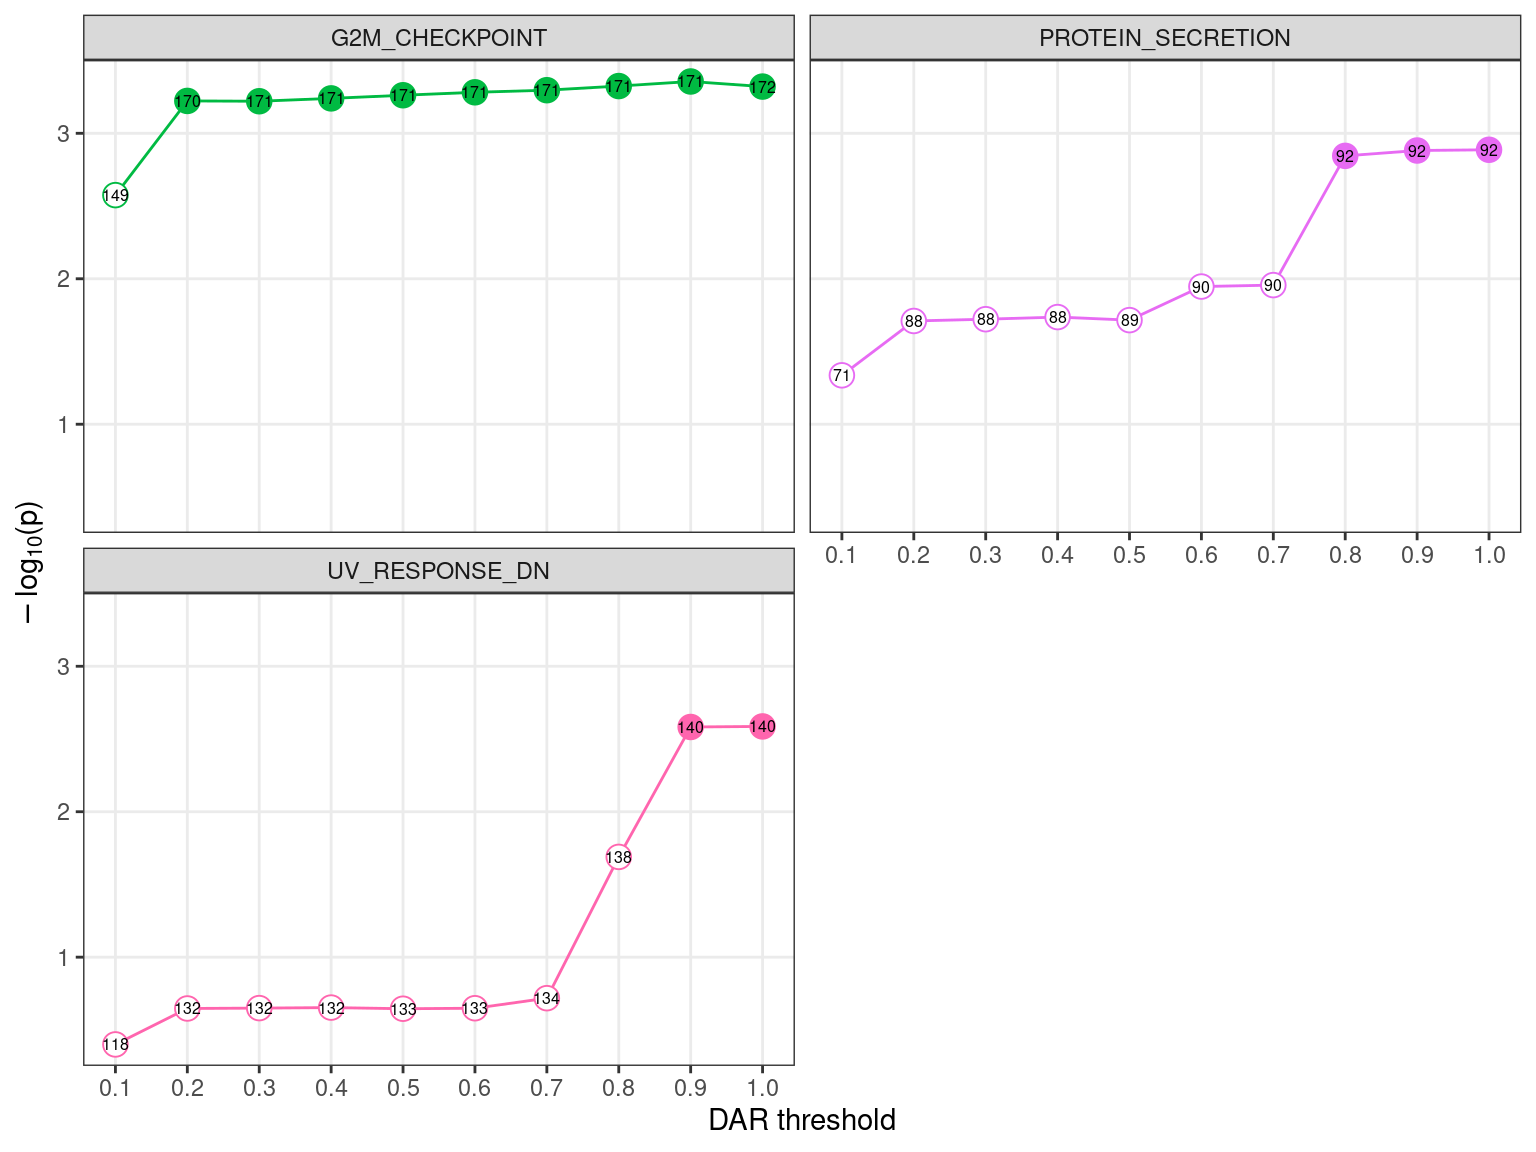 G2M_CHECKPOINT
PROTEIN_SECRETION
149 170 171 171 171 171 171 171 171 172
71 88 88 88 89 90 90 92 92 92
3
2
1
0.1 0.2 0.3 0.4 0.5 0.6 0.7 0.8 0.9 1.0
− log10(p)
UV_RESPONSE_DN
118 132 132 132 133 133 134 138 140 140
3
2
1
0.1 0.2 0.3 0.4 0.5 0.6 0.7 0.8 0.9 1.0
DAR threshold